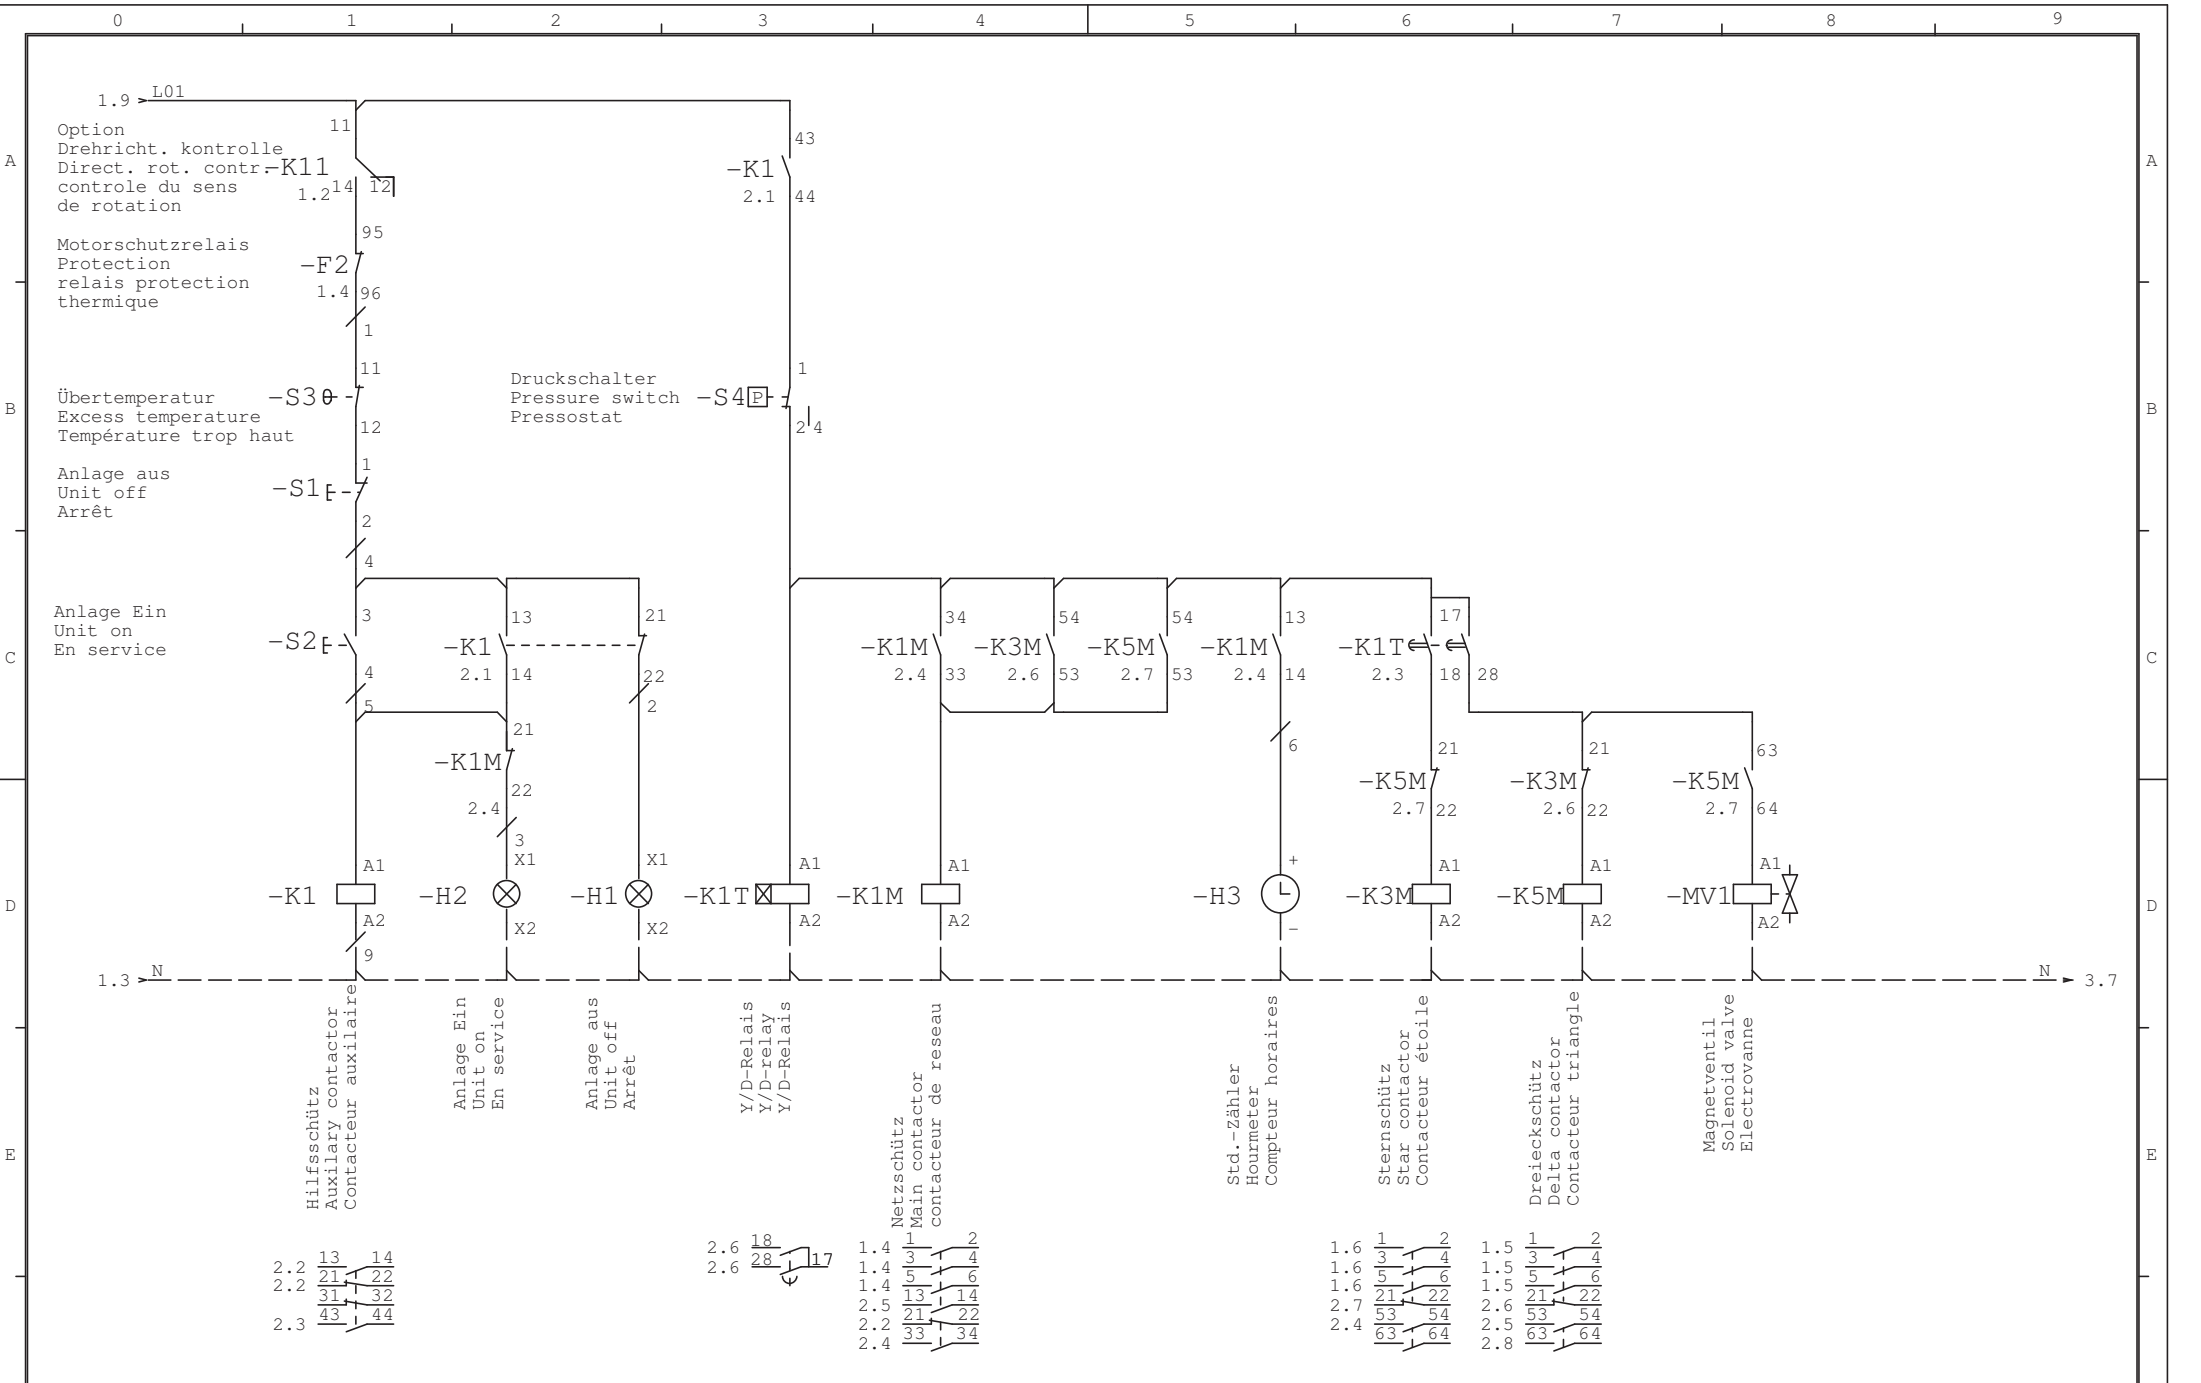 0 1 2 3 4 5 6 7 8 9
1.9 L01
11
43
Option
Drehricht. kontrolle
Direct. rot. contr.
controle du sens
de rotation
-K11
1.2 14 12
A A
-K1
2.1 44
95
Motorschutzrelais
Protection
relais protection
thermique
-F2
1.4 96
1
11
Übertemperatur
Excess temperature
Température trop haut
-S3
12
B B
Druckschalter
Pressure switch
Pressostat
-S4 P
1
2 4
Anlage aus
Unit off
Arrêt
1
-S1
2
4
Anlage Ein
Unit on
En service
3 13 21 34 54 54 13 17
C C
-S2 -K1 -K1M -K3M -K5M -K1M -K1T
4 2.1 14 22 2.4 33 2.6 53 2.7 53 2.4 14 2.3 18 28
5 2
21 6 21 21 63
-K1M -K5M -K3M -K5M
22 2.7 22 2.6 22 2.7 64
2.4
3
A1 X1 X1 A1 A1 + A1 A1 A1
D D
-K1 -H2 -H1 -K1T -K1M -H3 -K3M -K5M -MV1
A2 X2 X2 A2 A2 - A2 A2 A2
9
1.3 N N 3.7
Hilfsschütz
Auxilary contactor
Contacteur auxilaire
Anlage Ein
Unit on
En service
Anlage aus
Unit off
Arrêt
Y/D-Relais
Y/D-relay
Y/D-Relais
Netzschütz
Main contactor
contacteur de reseau
Std.-Zähler
Hourmeter
Compteur horaires
Sternschütz
Star contactor
Contacteur étoile
Dreieckschütz
Delta contactor
Contacteur triangle
Magnetventil
Solenoid valve
Electrovanne
E E
2.2 13 14
2.2 21 22
31 32
2.3 43 44
2.6 18
2.6 28 17
1.4 1 2
1.4 3 4
1.4 5 6
2.5 13 14
2.2 21 22
2.4 33 34
1.6 1 2
1.6 3 4
1.6 5 6
2.7 21 22
2.4 53 54
63 64
1.5 1 2
1.5 3 4
1.5 5 6
2.6 21 22
2.5 53 54
2.8 63 64